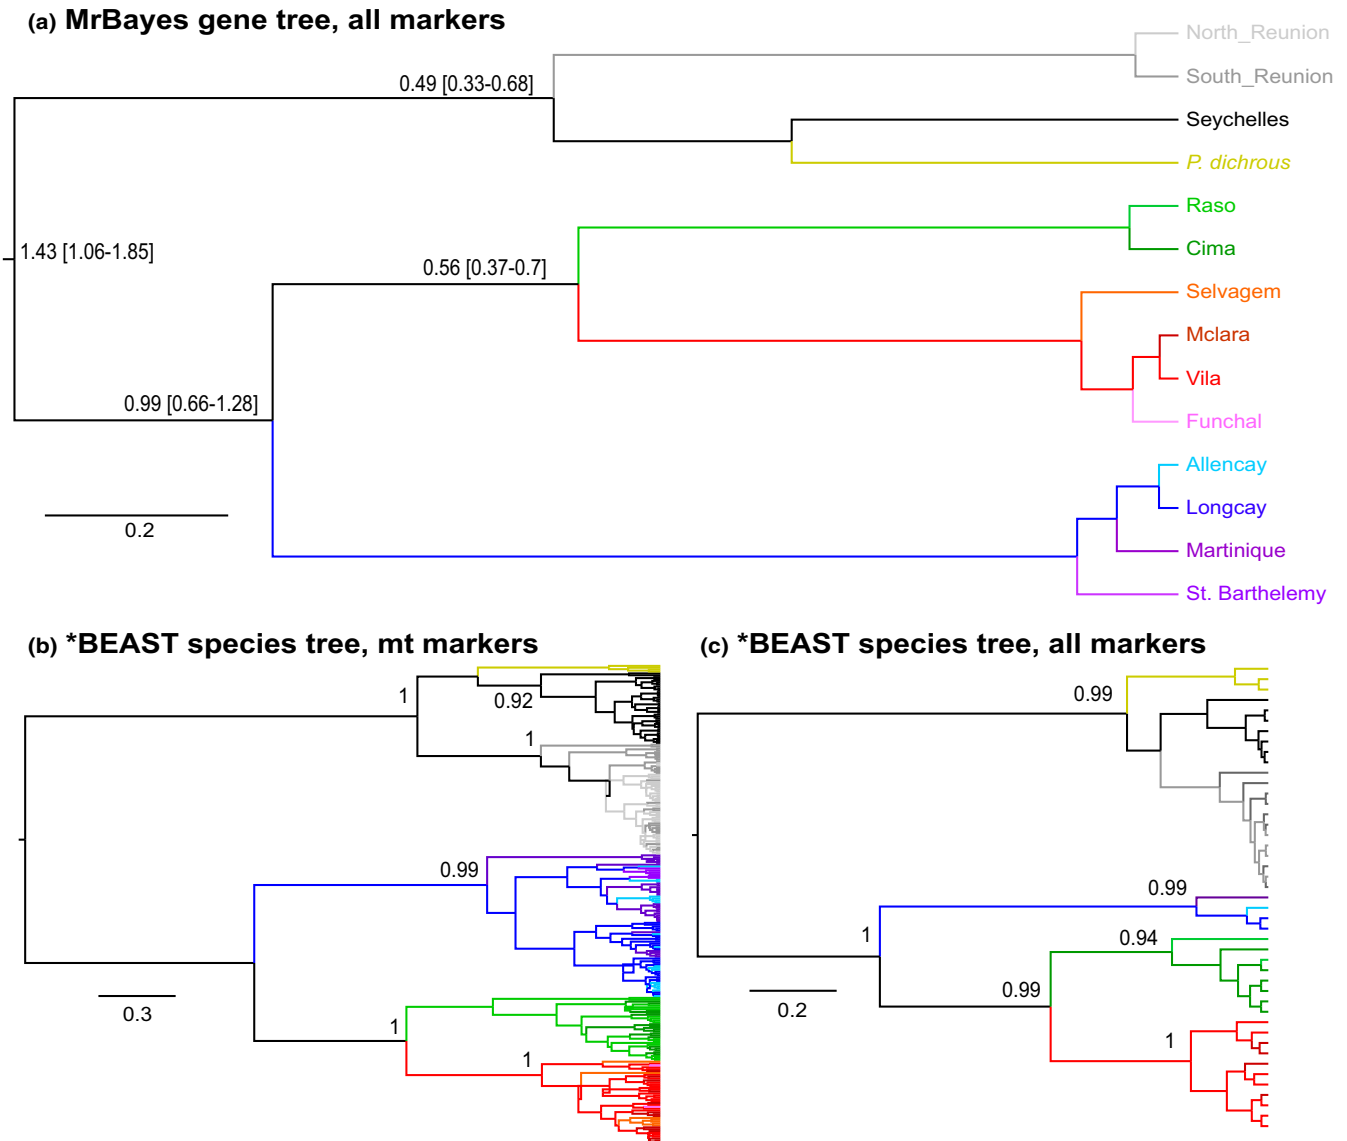 (a) MrBayes gene tree, all markers
North_Reunion
0.49 [0.33-0.68]
South_Reunion
Seychelles
P. dichrous
Raso
1.43 [1.06-1.85]
Cima
0.56 [0.37-0.7]
Selvagem
Mclara
Vila
0.99 [0.66-1.28]
Funchal
Allencay
Longcay
0.2
Martinique
St. Barthelemy
(b) *BEAST species tree, mt markers
1
0.92
1
0.99
0.3
1
1
(c) *BEAST species tree, all markers
0.99
0.99
1
0.94
0.99
0.2
1